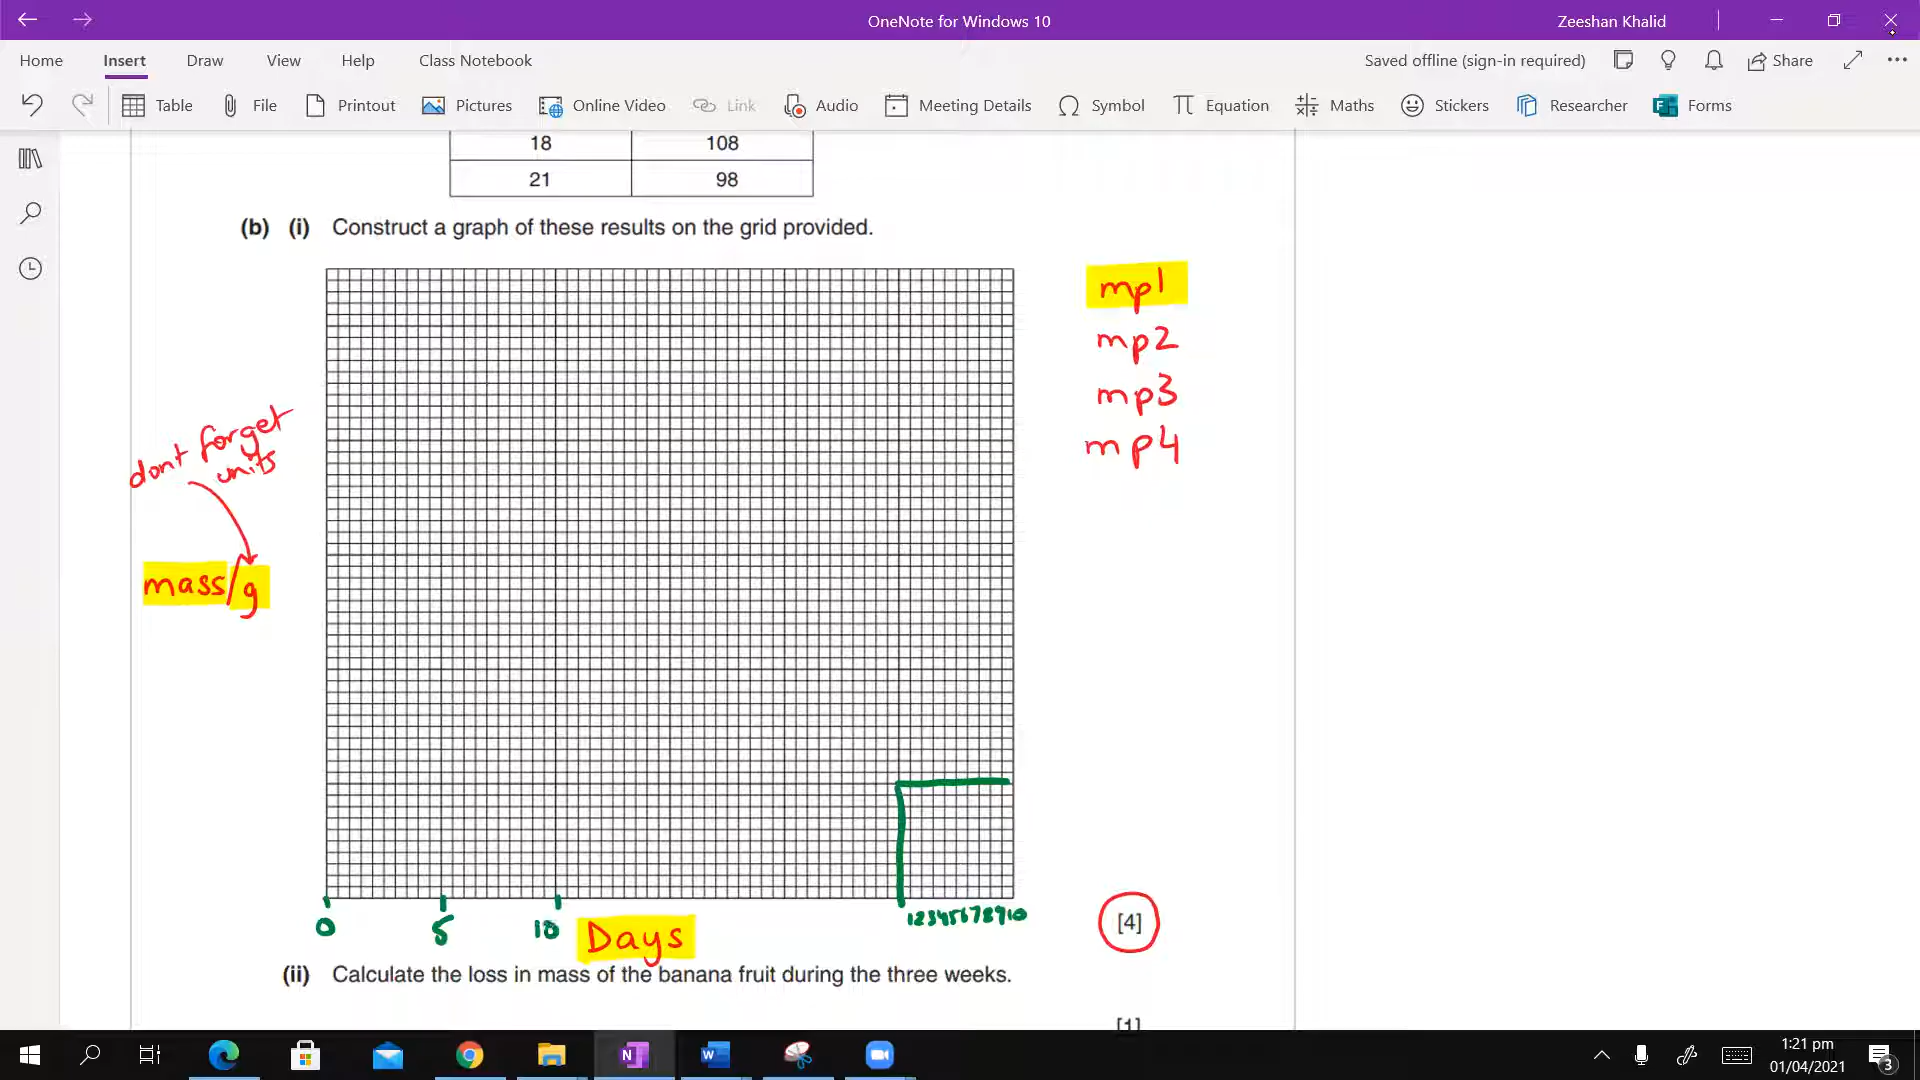 OneNote for Windows 10
Zeeshan Khalid
Home Insert Draw View Help Class Notebook
Saved offline (sign-in required) Share
Table File Printout Pictures Online Video Link Audio Meeting Details Symbol Equation Maths Stickers Researcher Forms
18 108
21 98
(b) (i) Construct a graph of these results on the grid provided.
mp1
mp2
mp3
mp4
dont forget
units
mass/g
0 5 10 Days 12345678910
[4]
(ii) Calculate the loss in mass of the banana fruit during the three weeks.
[1]
1:21 pm
01/04/2021
3